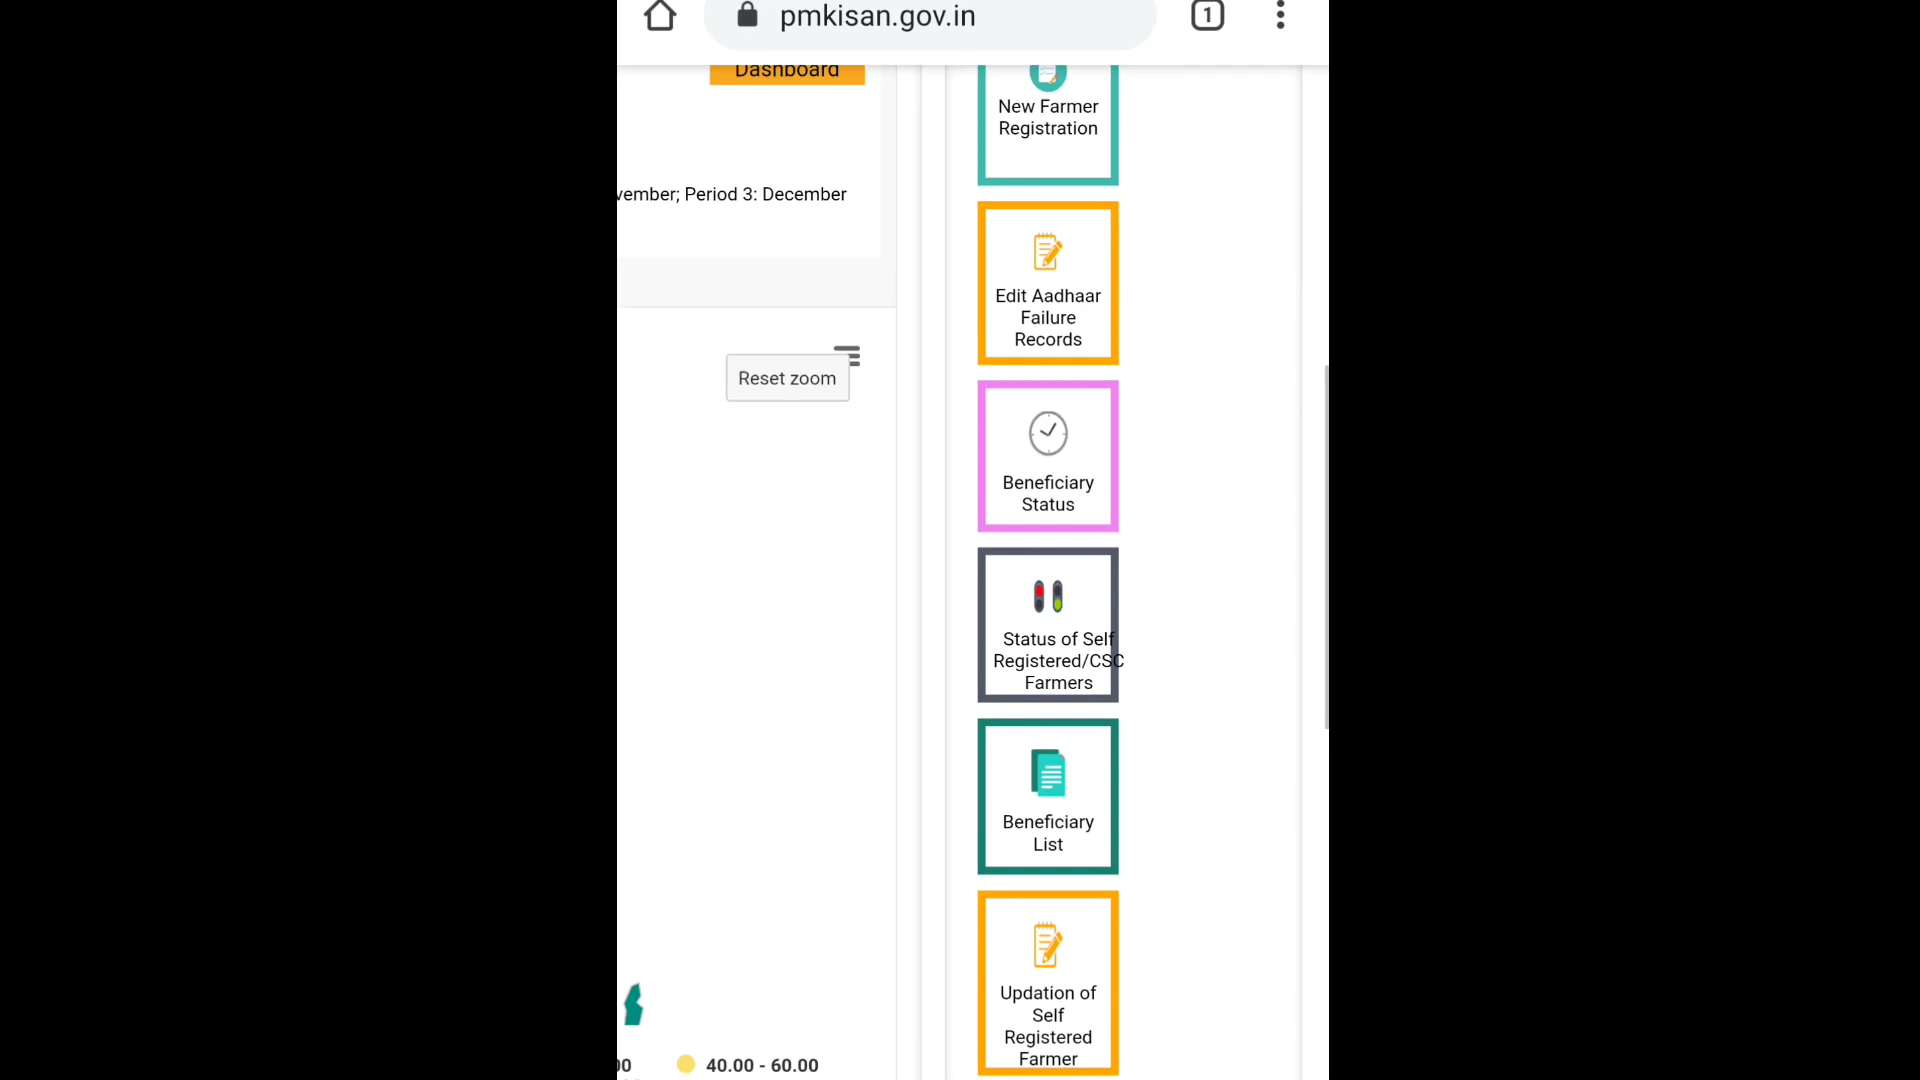 pmkisan.gov.in
1
Dashboard
vember; Period 3: December
Reset zoom
00
40.00 - 60.00
New Farmer
Registration
Edit Aadhaar
Failure
Records
Beneficiary
Status
Status of Self
Registered/CSC
Farmers
Beneficiary
List
Updation of
Self
Registered
Farmer